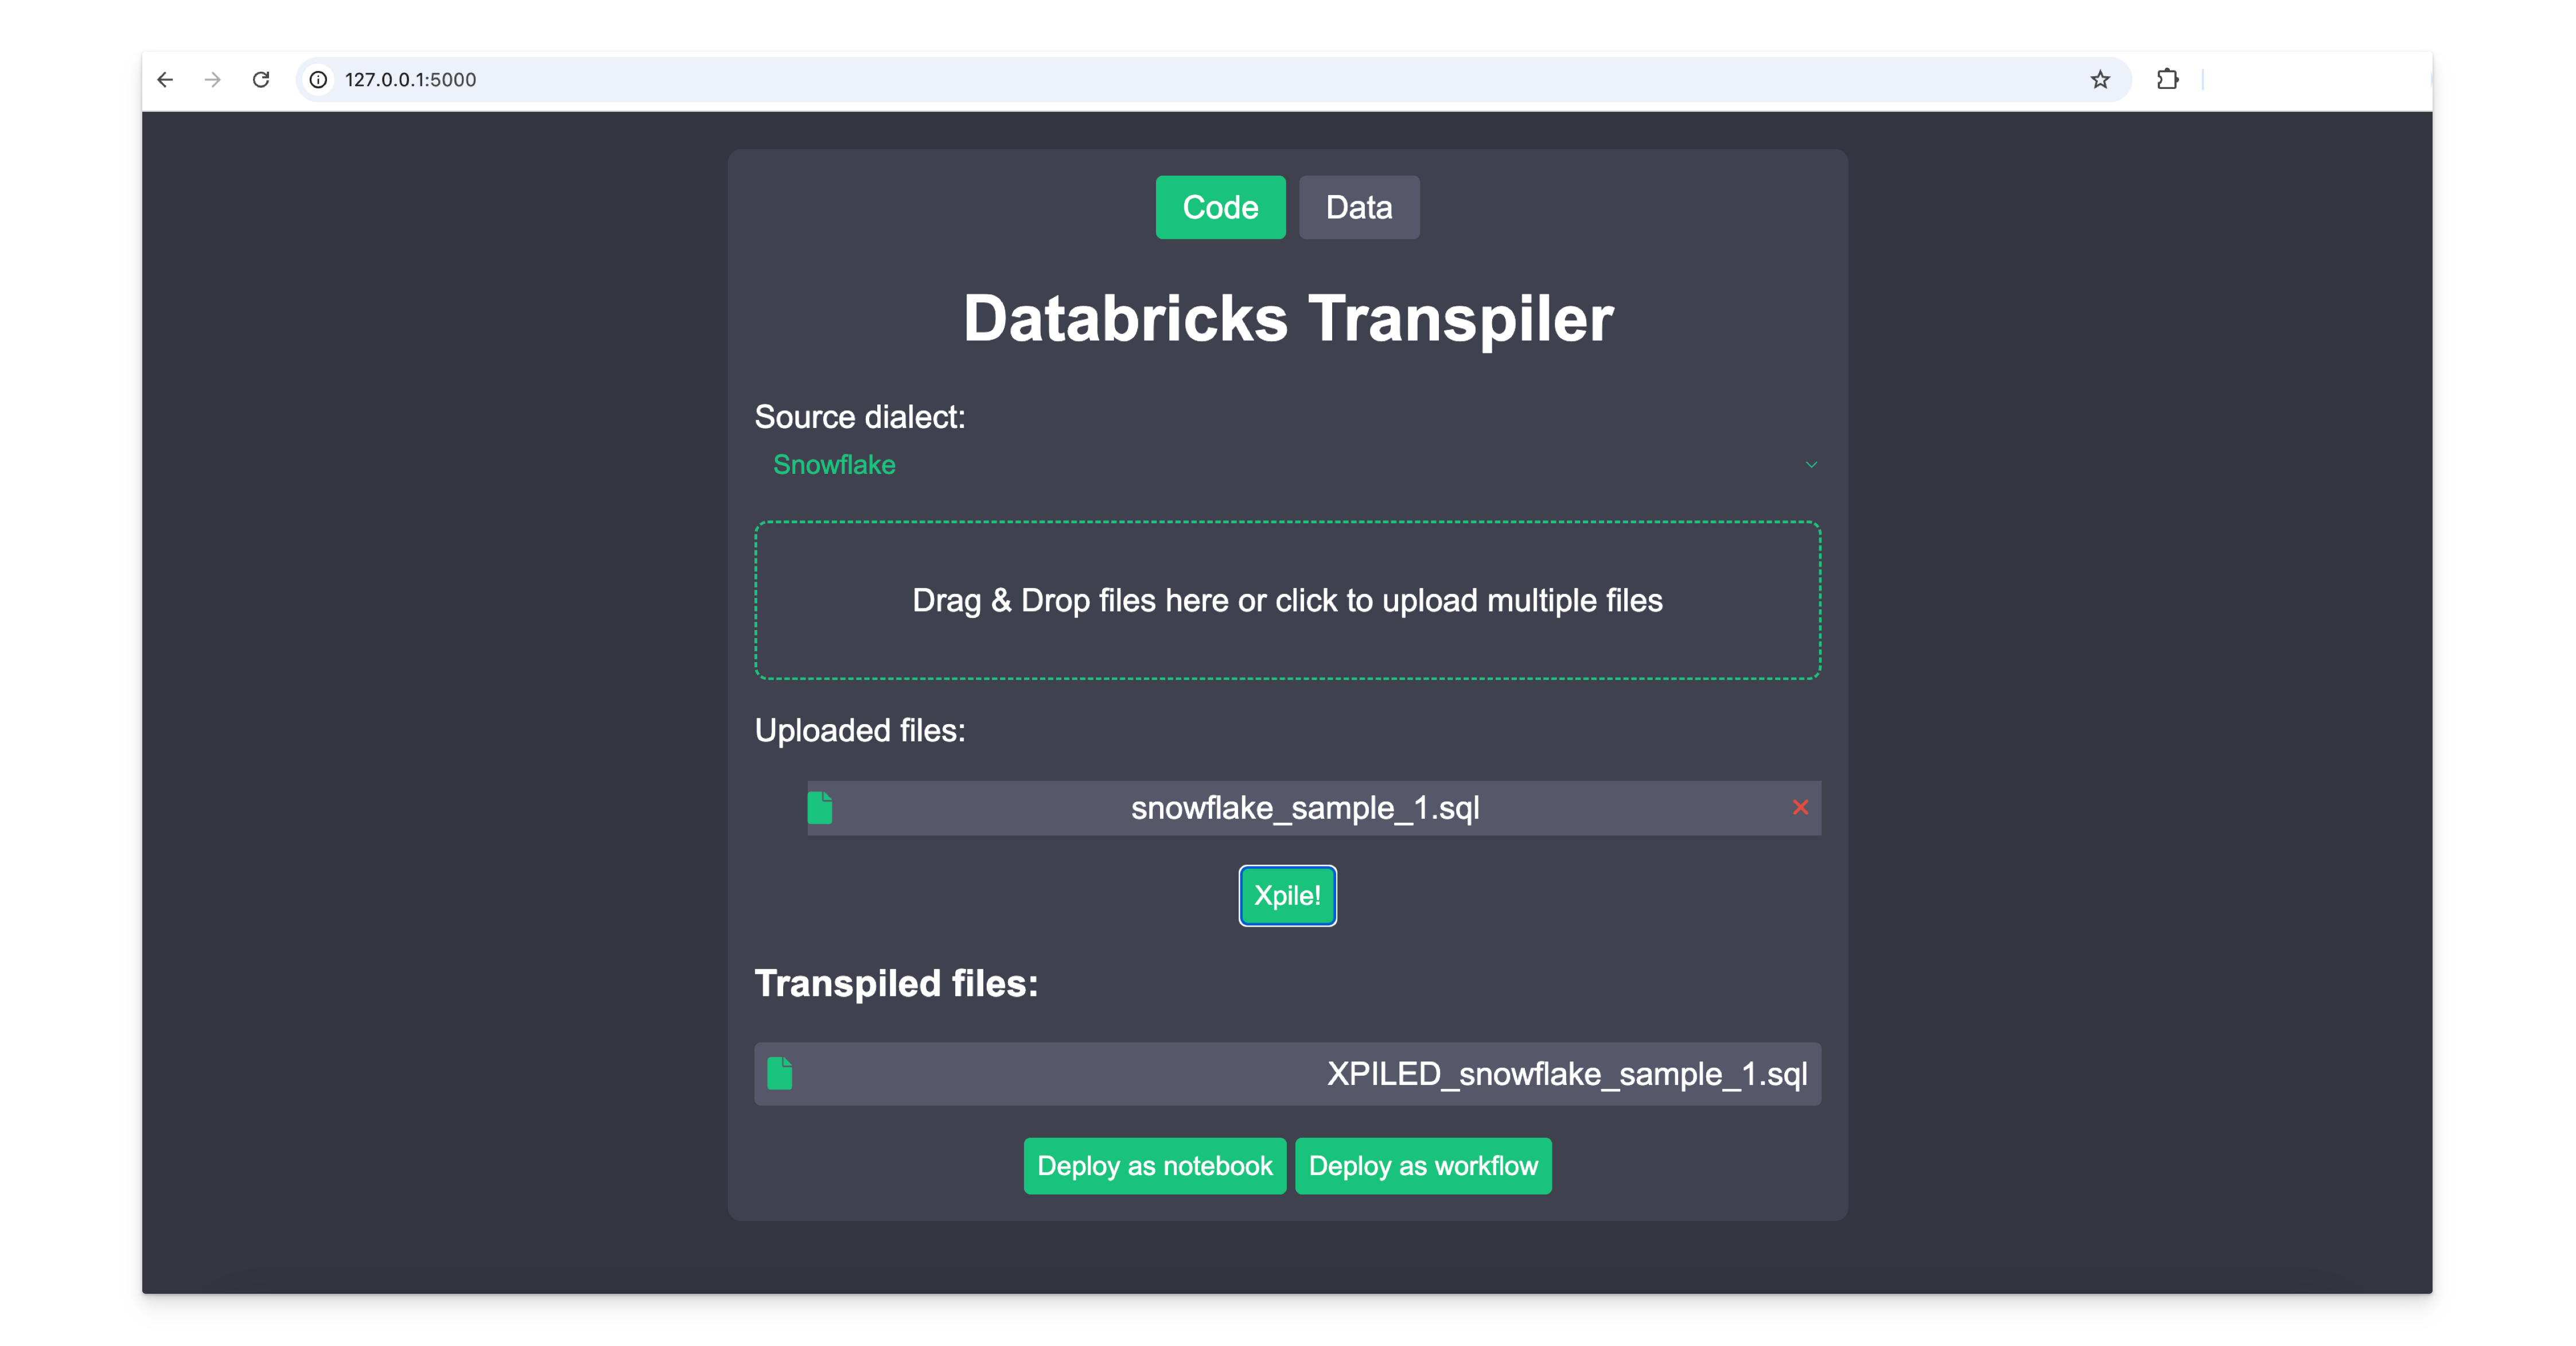 127.0.0.1:5000
Code Data
Databricks Transpiler
Source dialect:
Snowflake
Drag & Drop files here or click to upload multiple files
Uploaded files:
snowflake_sample_1.sql
Xpile!
Transpiled files:
XPILED_snowflake_sample_1.sql
Deploy as notebook Deploy as workflow